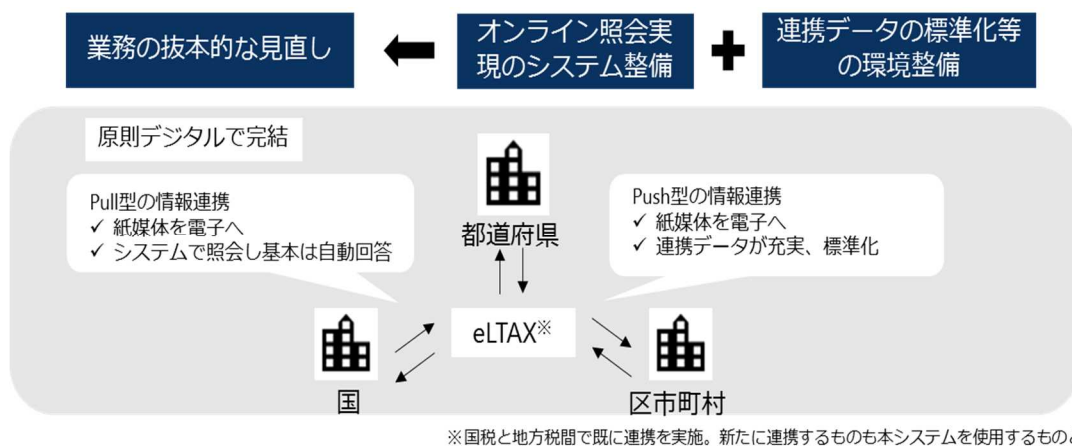 業務の抜本的な見直し
オンライン照会実
現のシステム整備
連携データの標準化等
の環境整備
原則デジタルで完結
Pull型の情報連携
✓ 紙媒体を電子へ
✓ システムで照会し基本は自動回答
都道府県
Push型の情報連携
✓ 紙媒体を電子へ
✓ 連携データが充実、標準化
eLTAX※
国
区市町村
※国税と地方税間で既に連携を実施。新たに連携するものも本システムを使用するもの